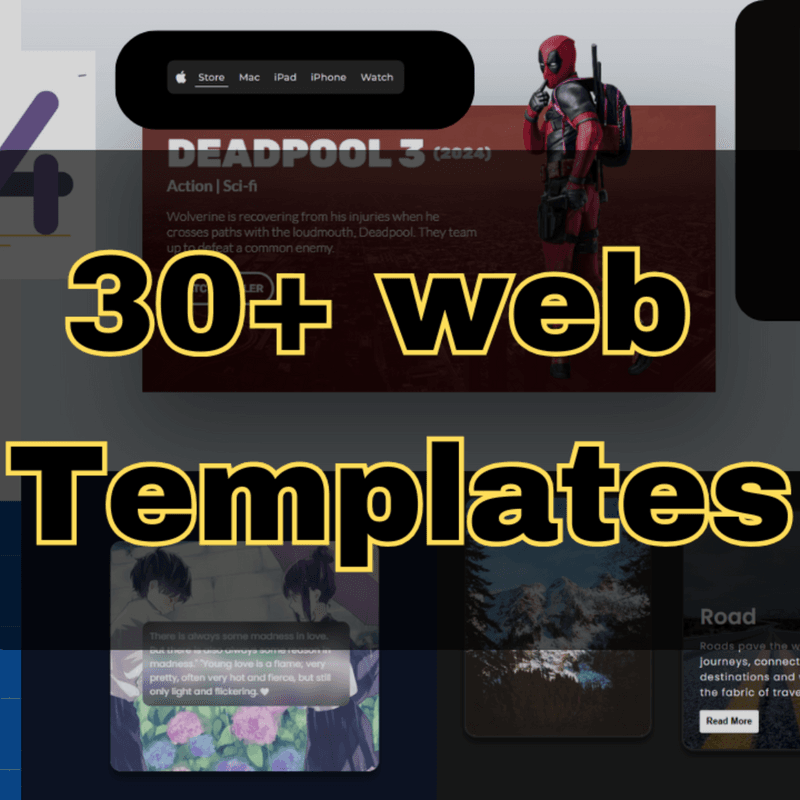 4
Store Mac iPad iPhone Watch
DEADPOOL 3 (2024)
Action | Sci-fi
Wolverine is recovering from his injuries when he
crosses paths with the loudmouth, Deadpool. They team
up to defeat a common enemy.
30+ web
Templates
There is always some madness in love.
But there is also always some reason in
madness." "Young love is a flame; very
pretty, often very hot and fierce, but still
only light and flickering.
Road
Roads pave the
journeys, connect
destinations and
the fabric of trave
Read More